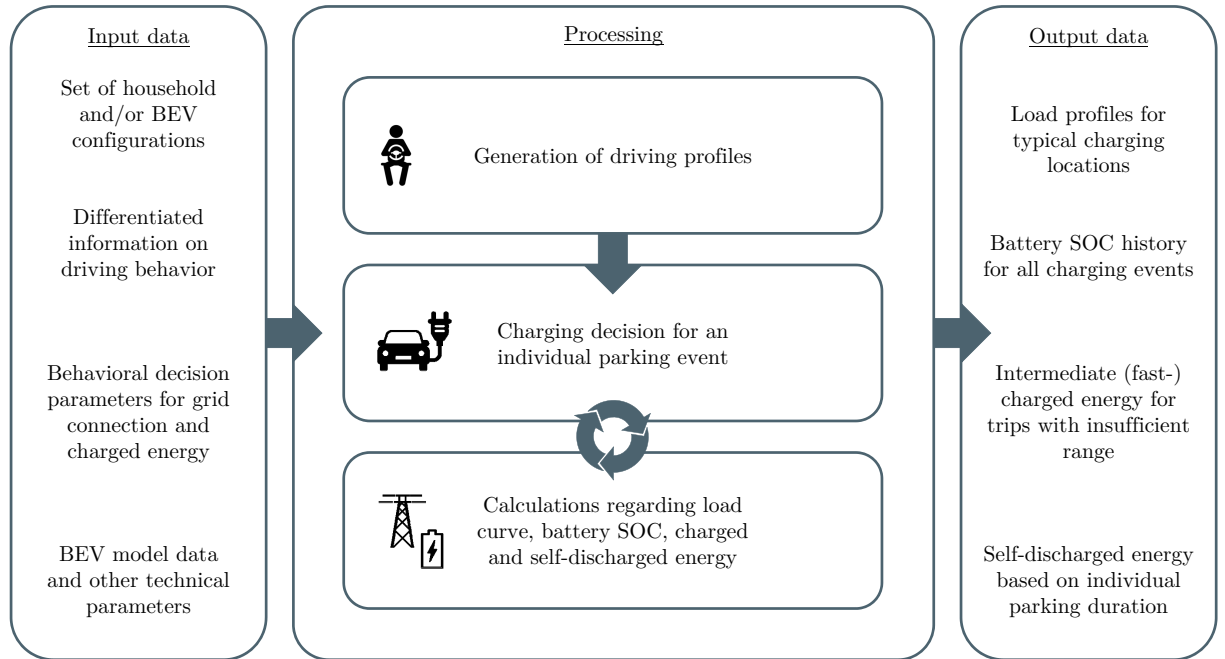 Input data
Set of household
and/or BEV
configurations
Differentiated
information on
driving behavior
Behavioral decision
parameters for grid
connection and
charged energy
BEV model data
and other technical
parameters
Processing
Generation of driving profiles
Charging decision for an
individual parking event
Calculations regarding load
curve, battery SOC, charged
and self-discharged energy
Output data
Load profiles for
typical charging
locations
Battery SOC history
for all charging events
Intermediate (fast-)
charged energy for
trips with insufficient
range
Self-discharged energy
based on individual
parking duration